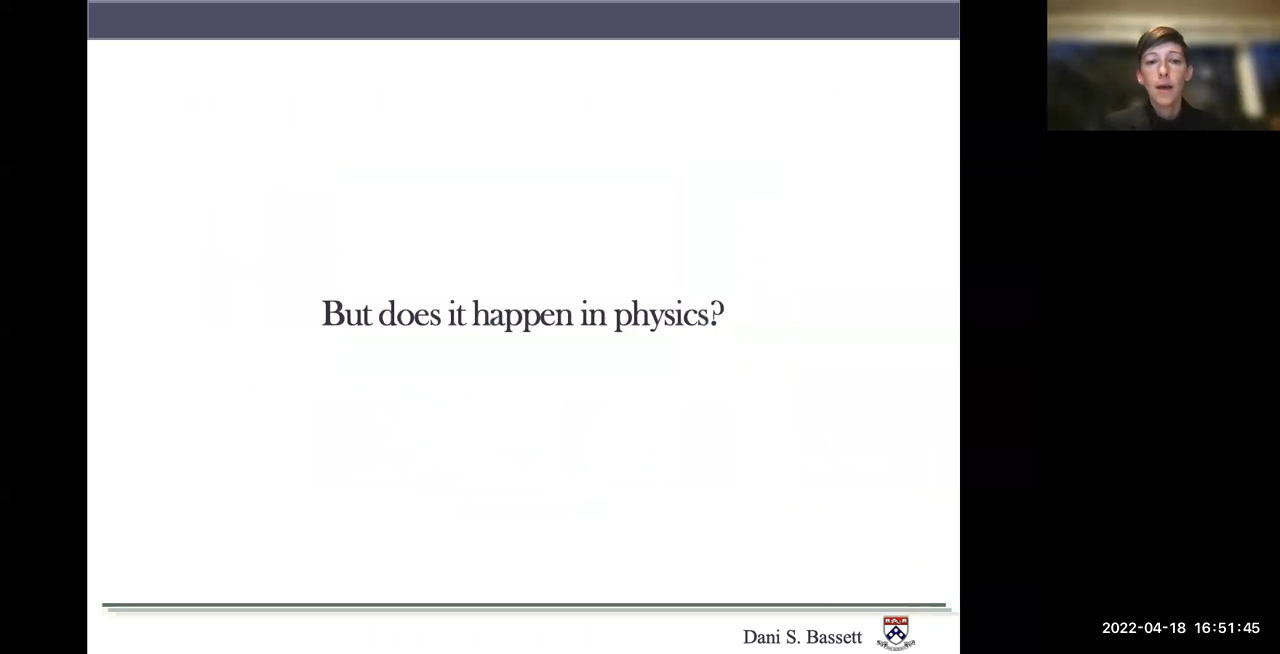 But does it happen in physics?
Dani S. Bassett
2022-04-18 16:51:45